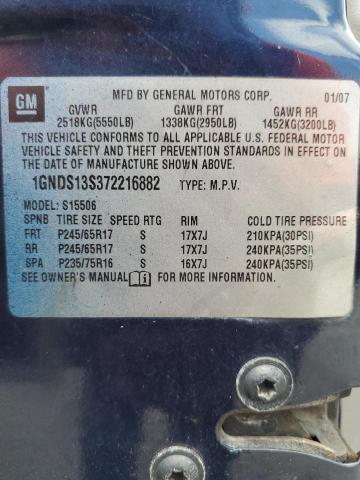 GM
MFD BY GENERAL MOTORS CORP. 01/07
GVWR GAWR FRT GAWR RR
2518KG(5550LB) 1338KG(2950LB) 1452KG(3200LB)
THIS VEHICLE CONFORMS TO ALL APPLICABLE U.S. FEDERAL MOTOR
VEHICLE SAFETY AND THEFT PREVENTION STANDARDS IN EFFECT ON
THE DATE OF MANUFACTURE SHOWN ABOVE.
1GNDS13S372216882 TYPE: M.P.V.
MODEL: S15506
SPNB TIRE SIZE SPEED RTG RIM COLD TIRE PRESSURE
FRT P245/65R17 S 17X7J 210KPA(30PSI)
RR P245/65R17 S 17X7J 240KPA(35PSI)
SPA P235/75R16 S 16X7J 240KPA(35PSI)
SEE OWNER'S MANUAL FOR MORE INFORMATION.